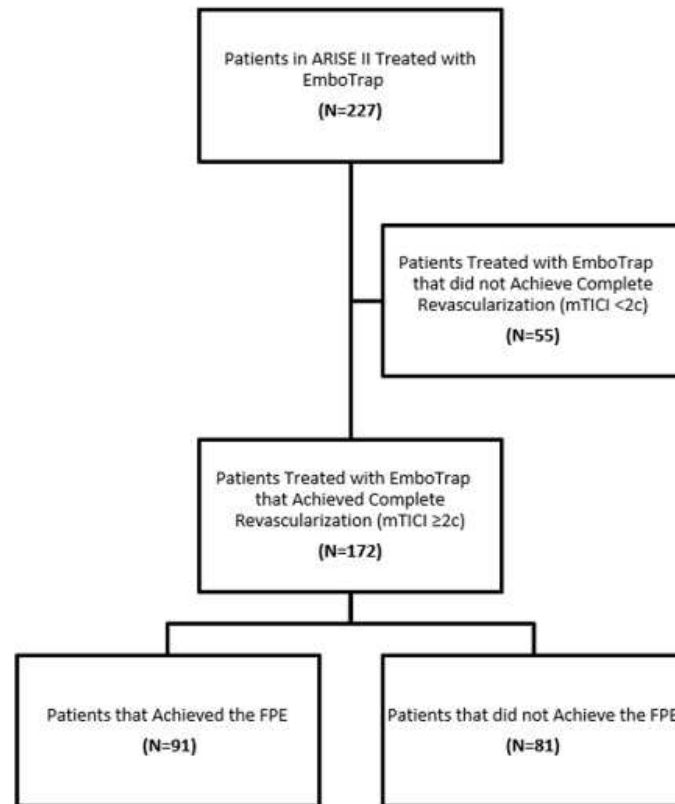 Patients in ARISE II Treated with
EmboTrap
(N=227)
Patients Treated with EmboTrap
that did not Achieve Complete
Revascularization (mTICI <2c)
(N=55)
Patients Treated with EmboTrap
that Achieved Complete
Revascularization (mTICI ≥2c)
(N=172)
Patients that Achieved the FPE
(N=91)
Patients that did not Achieve the FPE
(N=81)